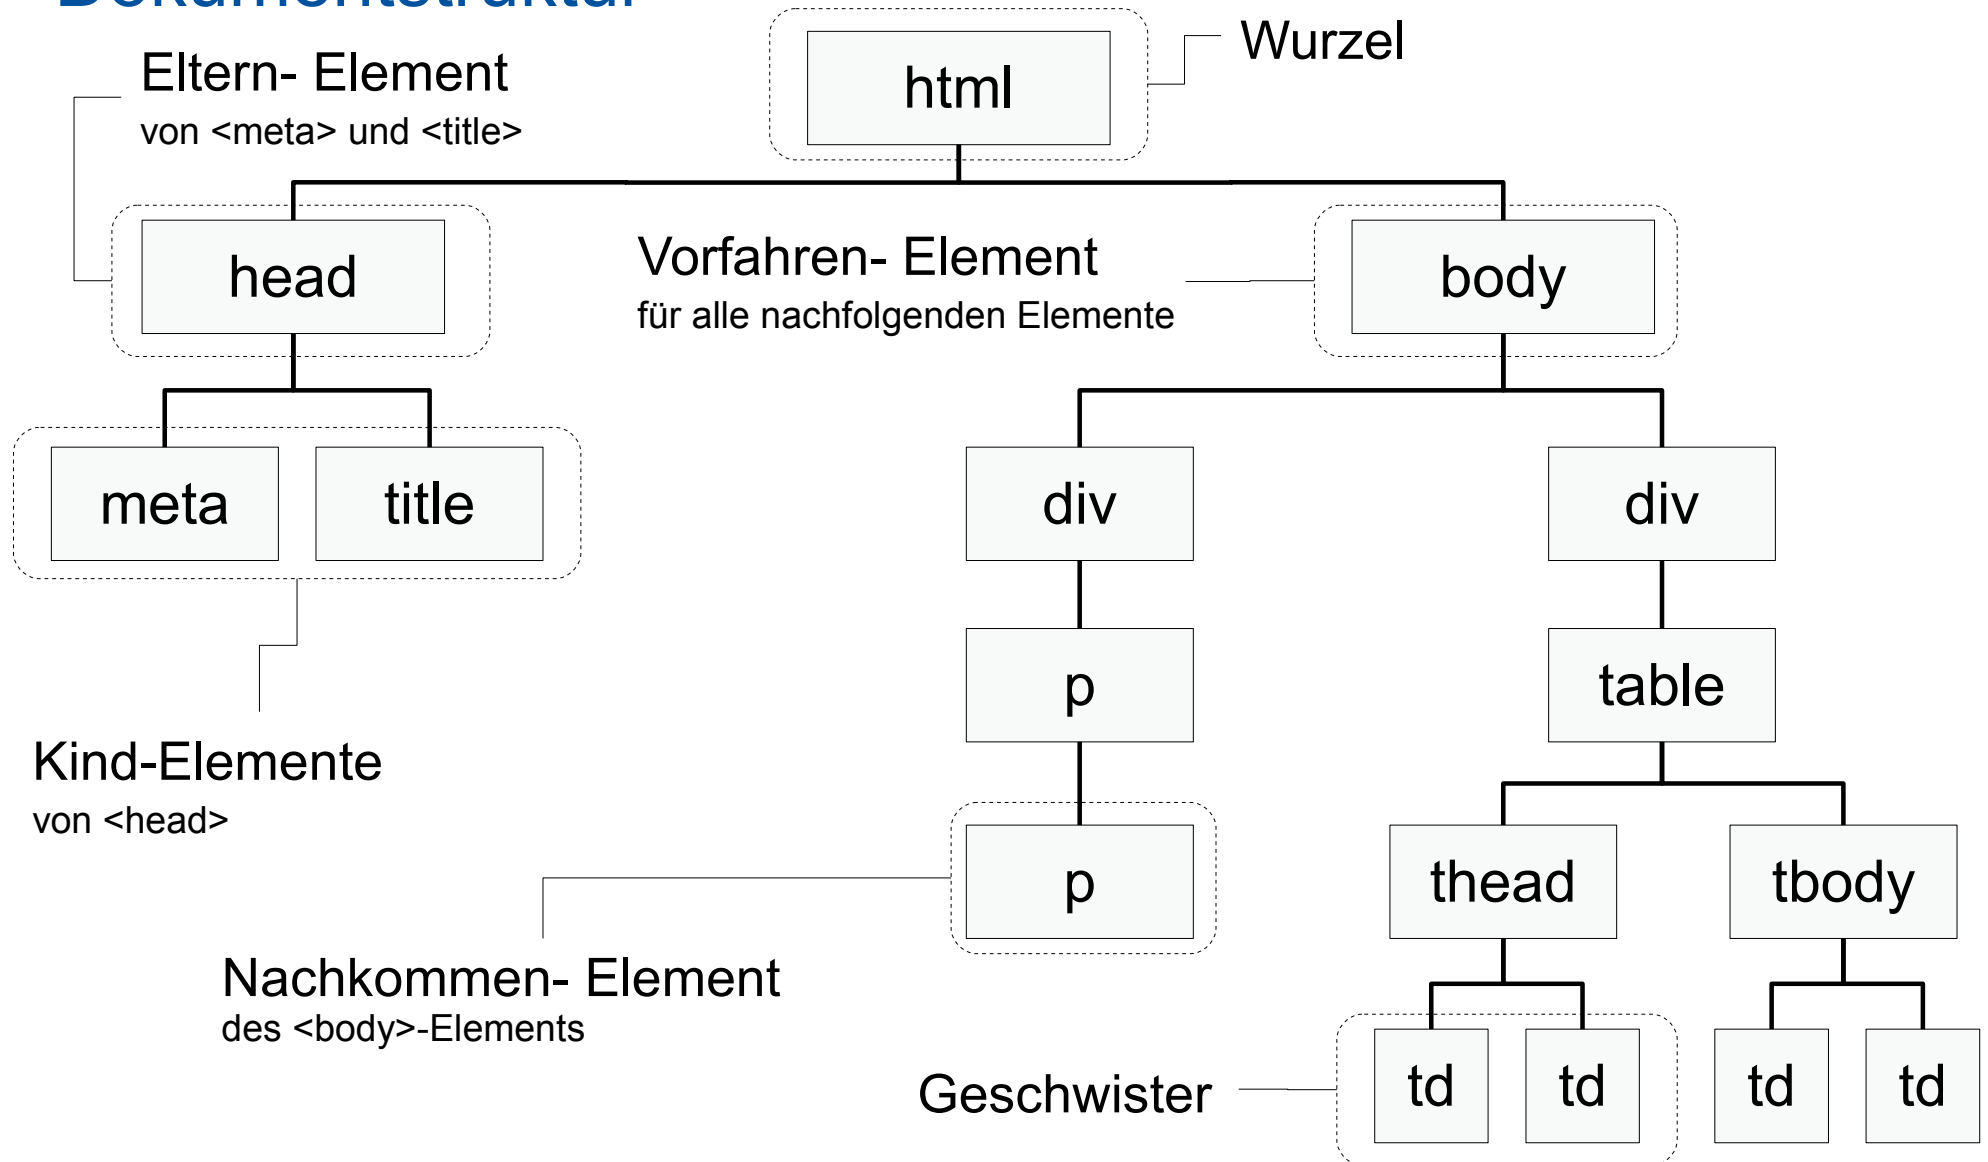 Dokumentstruktur
Wurzel
html
Eltern- Element
von <meta> und <title>
head
Vorfahren- Element
für alle nachfolgenden Elemente
body
meta
title
div
div
p
table
Kind-Elemente
von <head>
p
thead
tbody
Nachkommen- Element
des <body>-Elements
Geschwister
td
td
td
td